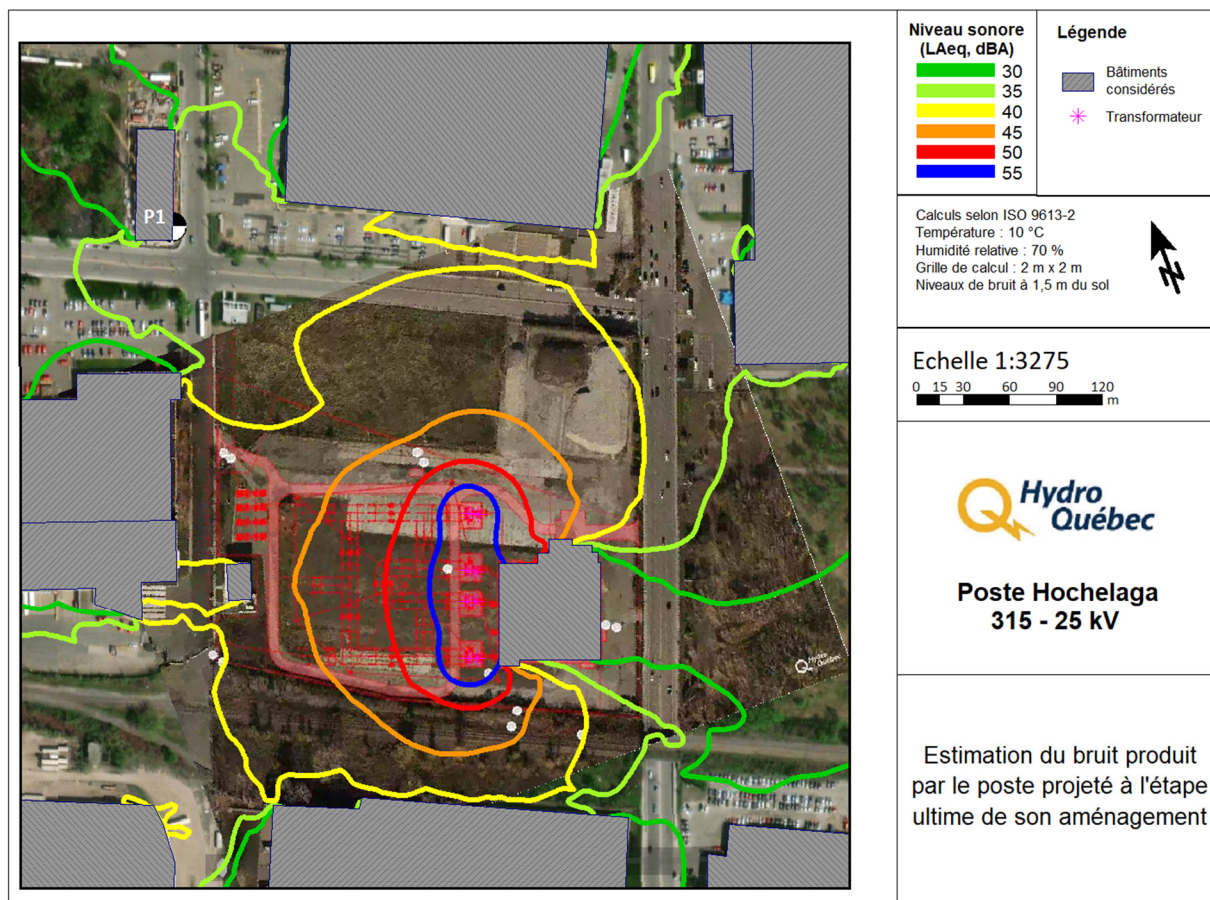 P1
Hydro
Québec
Niveau sonore
(LAeq, dBA)
30
35
40
45
50
55
Légende
Bâtiments
considérés
Transformateur
Calculs selon ISO 9613-2
Température : 10 °C
Humidité relative : 70 %
Grille de calcul : 2 m x 2 m
Niveaux de bruit à 1,5 m du sol
N
Echelle 1:3275
0 15 30 60 90 120
m
Hydro
Québec
Poste Hochelaga
315 - 25 kV
Estimation du bruit produit
par le poste projeté à l'étape
ultime de son aménagement